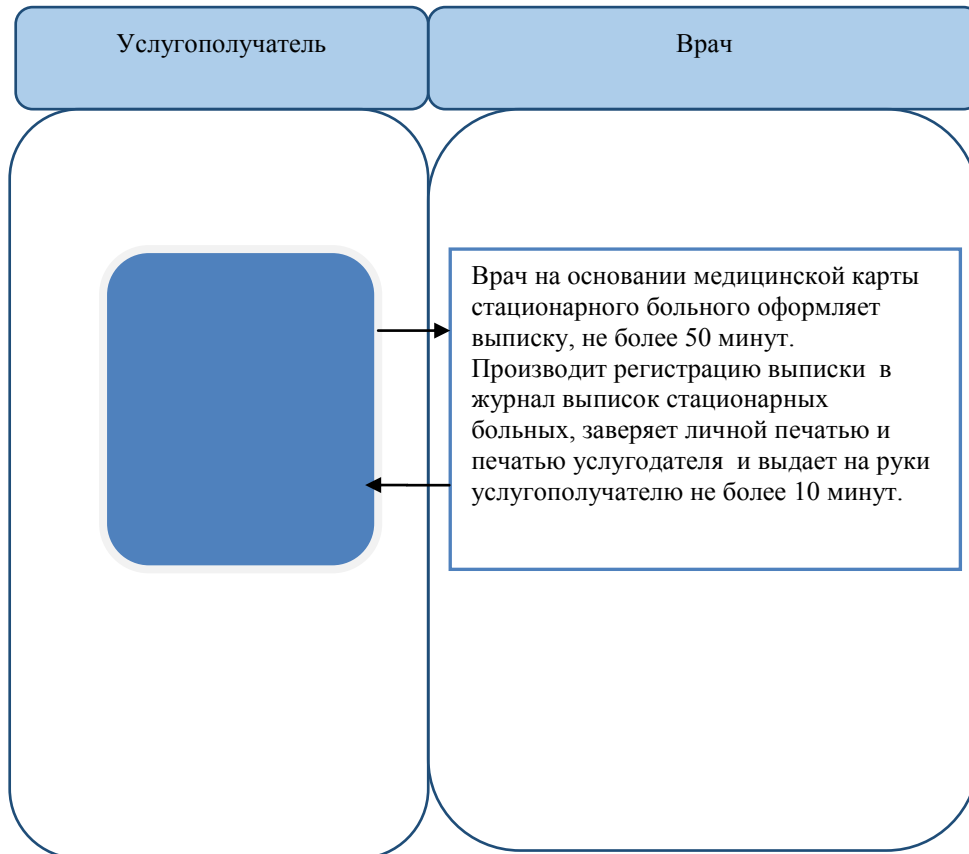 Услугополучатель
Врач
Врач на основании медицинской карты
стационарного больного оформляет
выписку, не более 50 минут.
Производит регистрацию выписки  в
журнал выписок стационарных
больных, заверяет личной печатью и
печатью услугодателя  и выдает на руки
услугополучателю не более 10 минут.